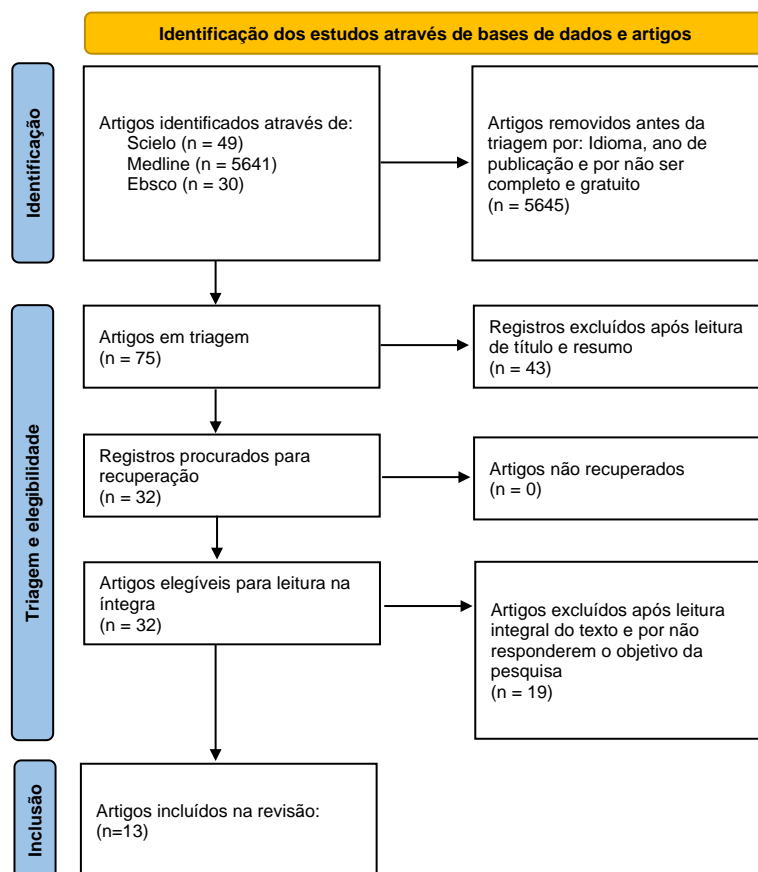 Identificação dos estudos através de bases de dados e artigos
Identificação
Artigos identificados através de:
Scielo (n = 49)
Medline (n = 5641)
Ebsco (n = 30)
Artigos removidos antes da
triagem por: Idioma, ano de
publicação e por não ser
completo e gratuito
(n = 5645)
Triagem e elegibilidade
Artigos em triagem
(n = 75)
Registros excluídos após leitura
de título e resumo
(n = 43)
Registros procurados para
recuperação
(n = 32)
Artigos não recuperados
(n = 0)
Artigos elegíveis para leitura na
íntegra
(n = 32)
Artigos excluídos após leitura
integral do texto e por não
responderem o objetivo da
pesquisa
(n = 19)
Inclusão
Artigos incluídos na revisão:
(n=13)